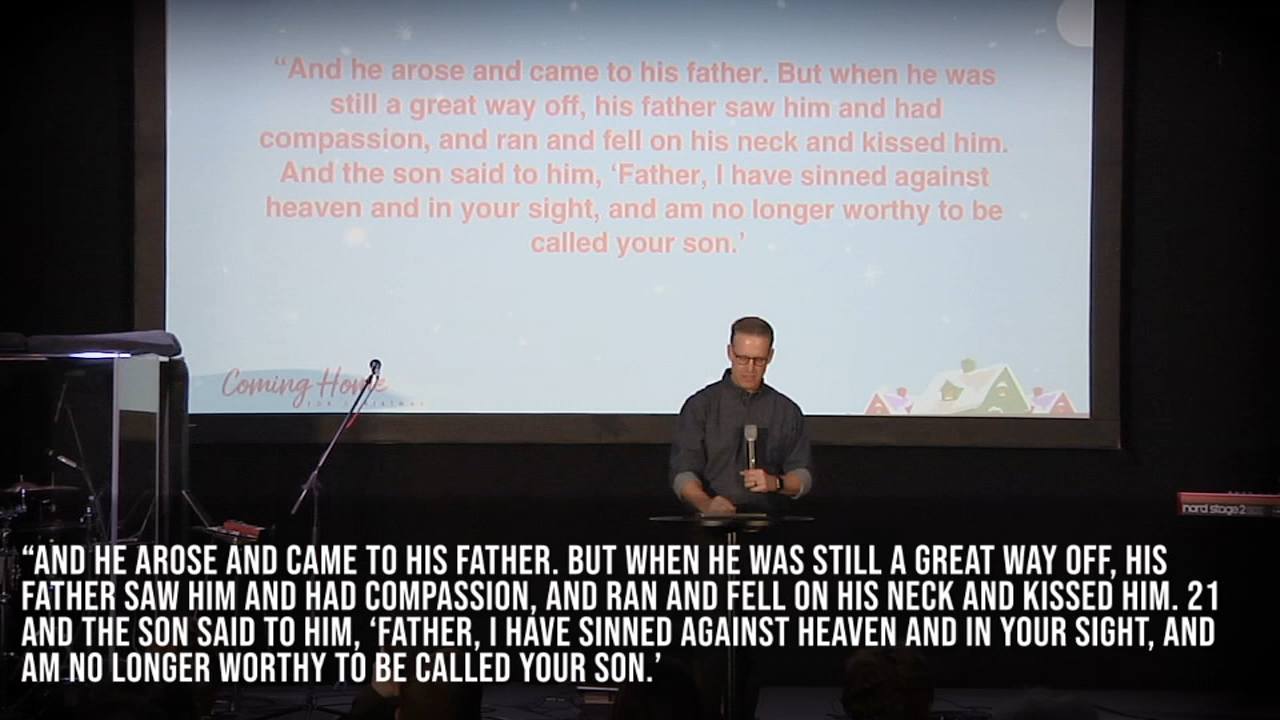 “And he arose and came to his father. But when he was
still a great way off, his father saw him and had
compassion, and ran and fell on his neck and kissed him.
And the son said to him, ‘Father, I have sinned against
heaven and in your sight, and am no longer worthy to be
called your son.’
Coming Home
FOR CHRISTMAS
nord stage 2
“AND HE AROSE AND CAME TO HIS FATHER. BUT WHEN HE WAS STILL A GREAT WAY OFF, HIS
FATHER SAW HIM AND HAD COMPASSION, AND RAN AND FELL ON HIS NECK AND KISSED HIM. 21
AND THE SON SAID TO HIM, ‘FATHER, I HAVE SINNED AGAINST HEAVEN AND IN YOUR SIGHT, AND
AM NO LONGER WORTHY TO BE CALLED YOUR SON.’